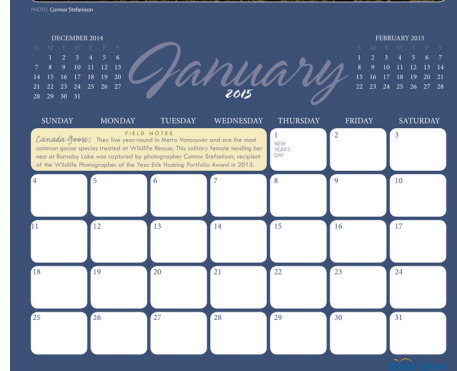 PHOTO Connor Stefanison
DECEMBER 2014
S M T W T F S
1 2 3 4 5 6
7 8 9 10 11 12 13
14 15 16 17 18 19 20
21 22 23 24 25 26 27
28 29 30 31
January
2015
FEBRUARY 2015
S M T W T F S
1 2 3 4 5 6 7
8 9 10 11 12 13 14
15 16 17 18 19 20 21
22 23 24 25 26 27 28
SUNDAY MONDAY TUESDAY WEDNESDAY THURSDAY FRIDAY SATURDAY
FIELD NOTES
Canada Goose: They live year-round in Metro Vancouver and are the most
common goose species treated at Wildlife Rescue. This solitary female tending her
nest at Burnaby Lake was captured by photographer Connor Stefanison, recipient
of the Wildlife Photographer of the Year Erik Hosking Portfolio Award in 2013.
1 2 3
NEW
YEAR'S
DAY
4 5 6 7 8 9 10
11 12 13 14 15 16 17
18 19 20 21 22 23 24
25 26 27 28 29 30 31